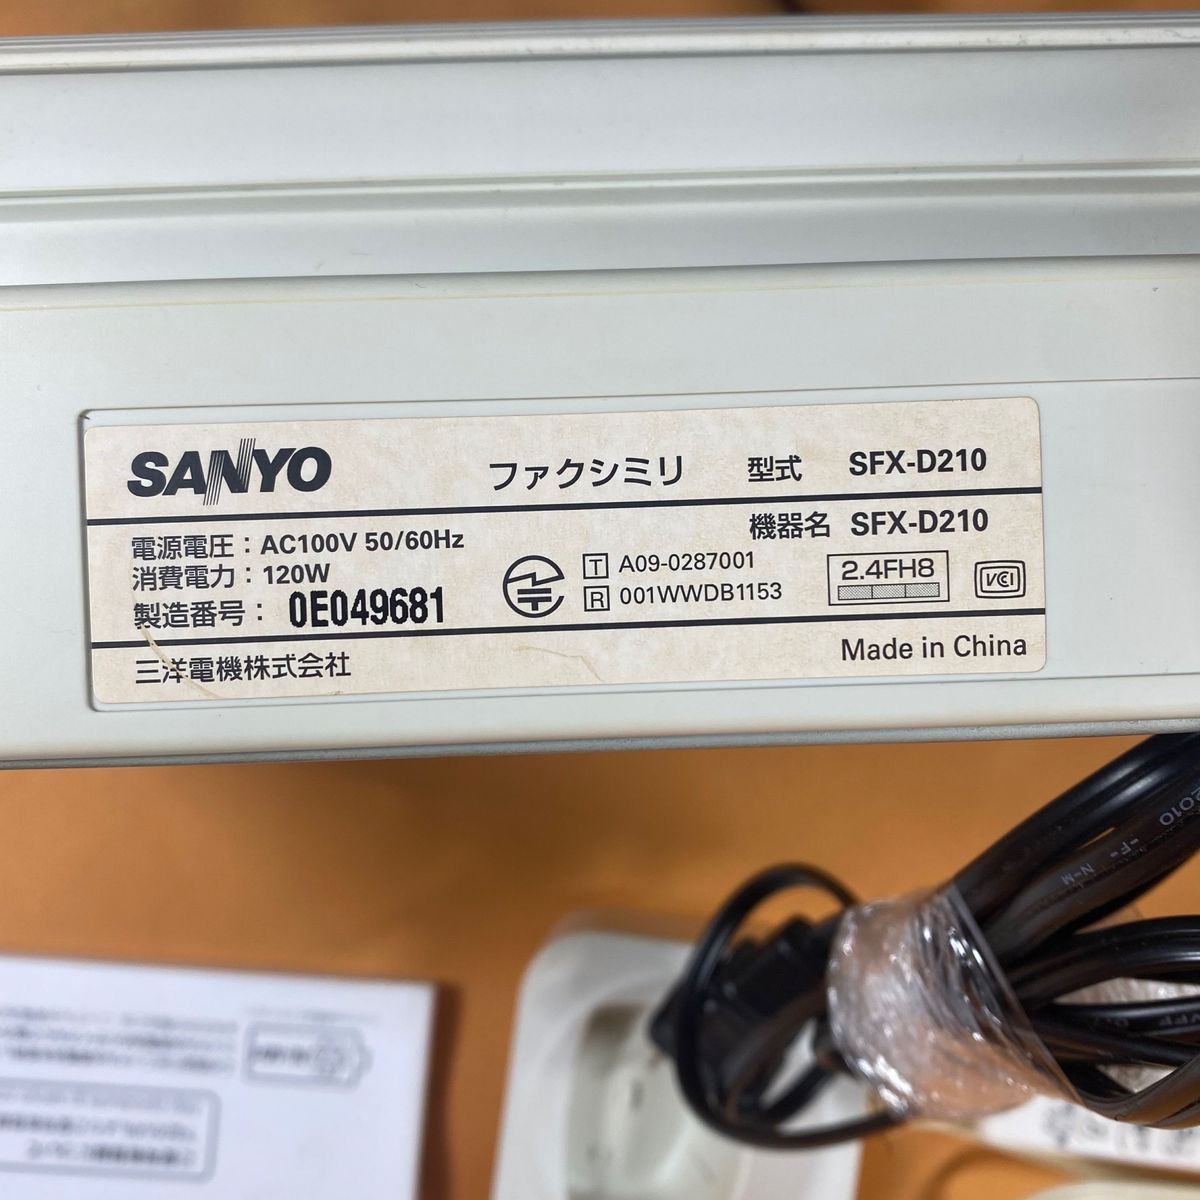 SANYO ファクシミリ 型式 SFX-D210
機器名 SFX-D210
電源電圧：AC100V 50/60Hz
消費電力：120W
製造番号： 0E049681
T A09-0287001
R 001WWDB1153
2.4FH8
VCI
三洋電機株式会社
Made in China
2010
-F- N-M